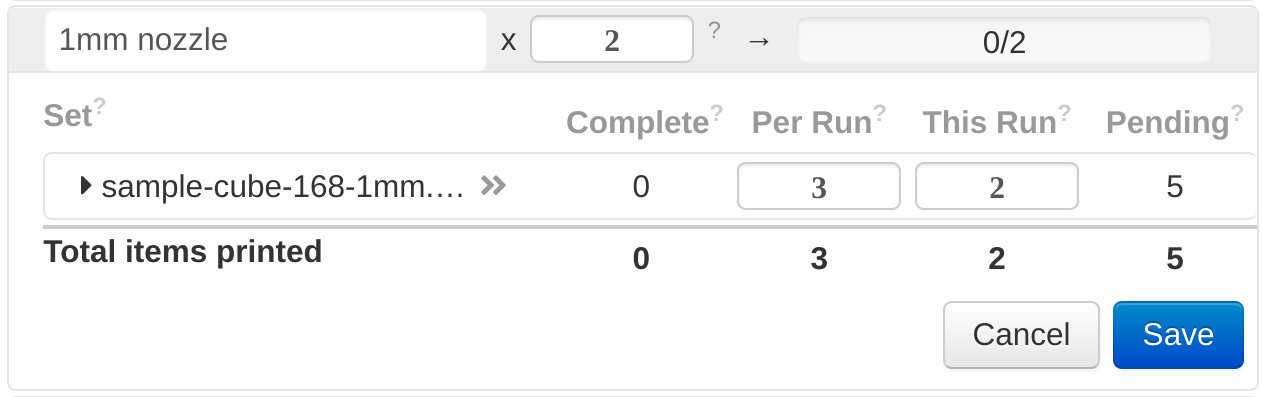 1mm nozzle x 2 ? → 0/2
Set? Complete? Per Run? This Run? Pending?
sample-cube-168-1mm.… 0 3 2 5
Total items printed 0 3 2 5
Cancel Save